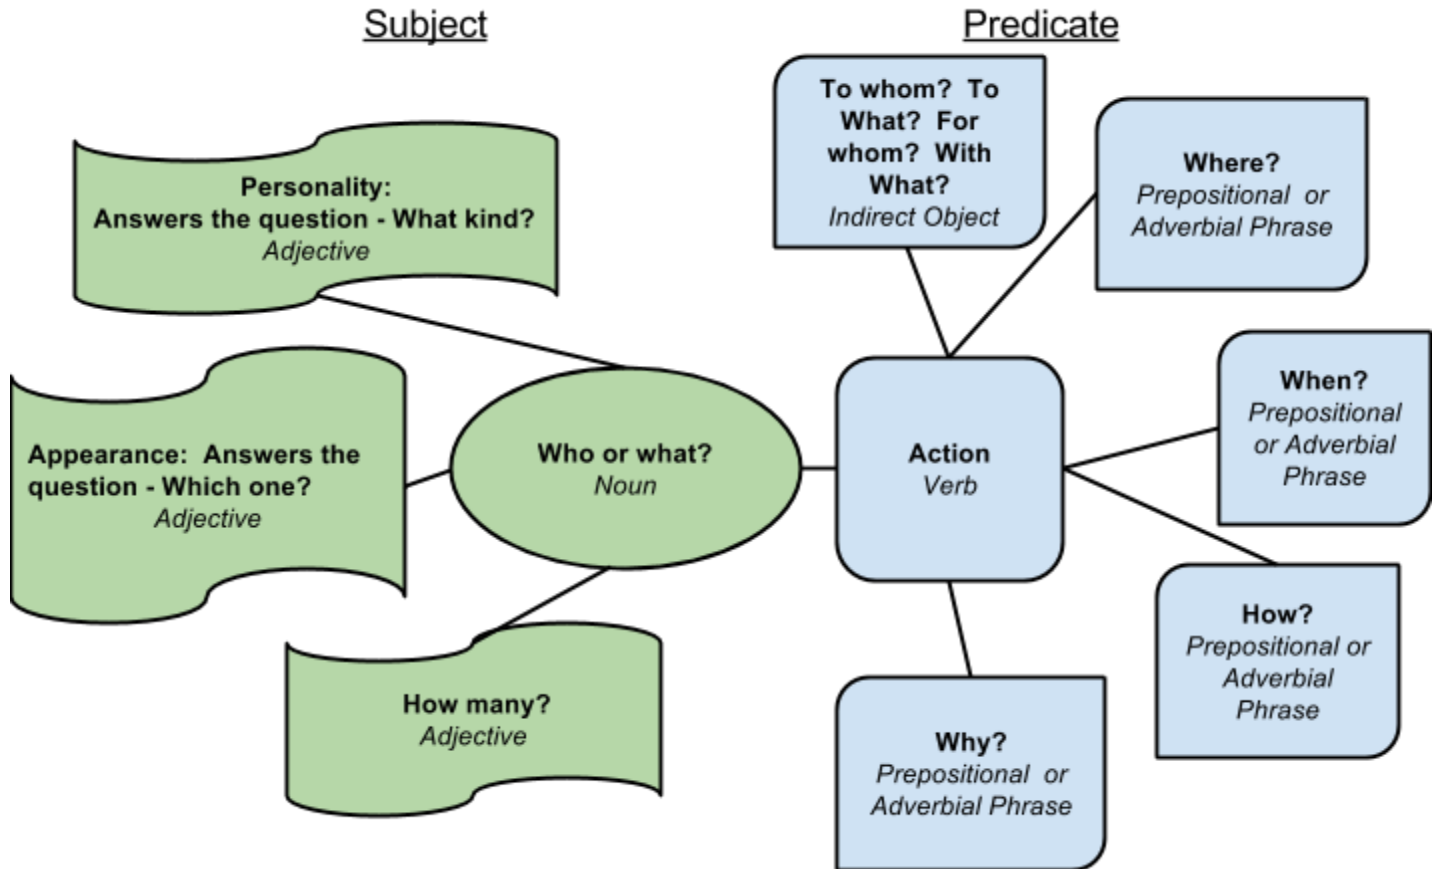 Subject
Predicate
Personality:
Answers the question - What kind?
Adjective
Appearance:  Answers the
question - Which one?
Adjective
Who or what?
Noun
How many?
Adjective
To whom?  To
What?  For
whom?  With
What?
Indirect Object
Where?
Prepositional  or
Adverbial Phrase
Action
Verb
When?
Prepositional
or Adverbial
Phrase
How?
Prepositional or
Adverbial
Phrase
Why?
Prepositional  or
Adverbial Phrase